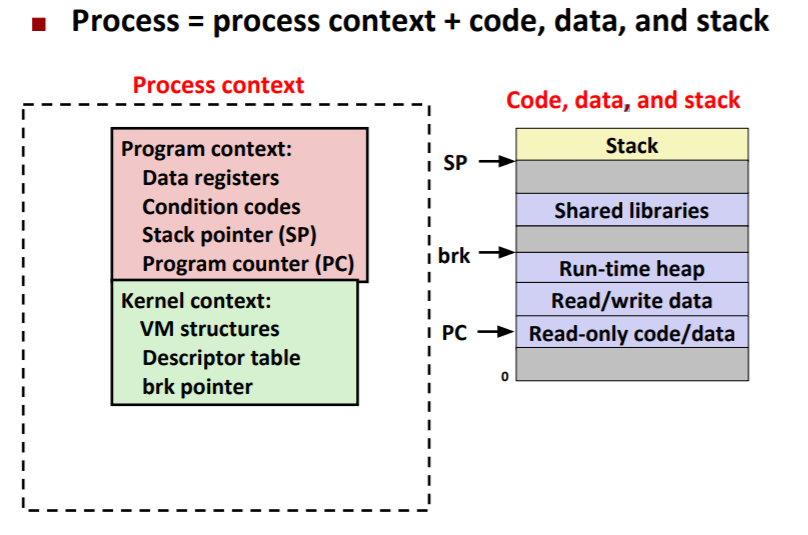 Process = process context + code, data, and stack
Process context
Program context:
Data registers
Condition codes
Stack pointer (SP)
Program counter (PC)
Kernel context:
VM structures
Descriptor table
brk pointer
Code, data, and stack
Stack
SP
Shared libraries
brk
Run-time heap
Read/write data
PC
Read-only code/data
0